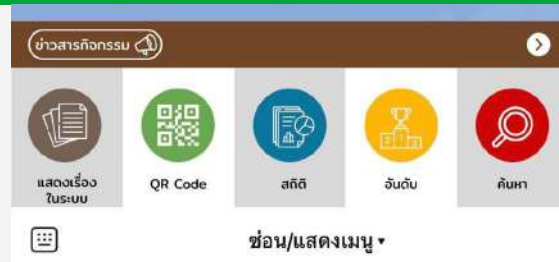 ข่าวสารกิจกรรม
แสดงเรื่อง
ในระบบ
QR Code
สถิติ
อันดับ
ค้นหา
ซ่อน/แสดงเมนู